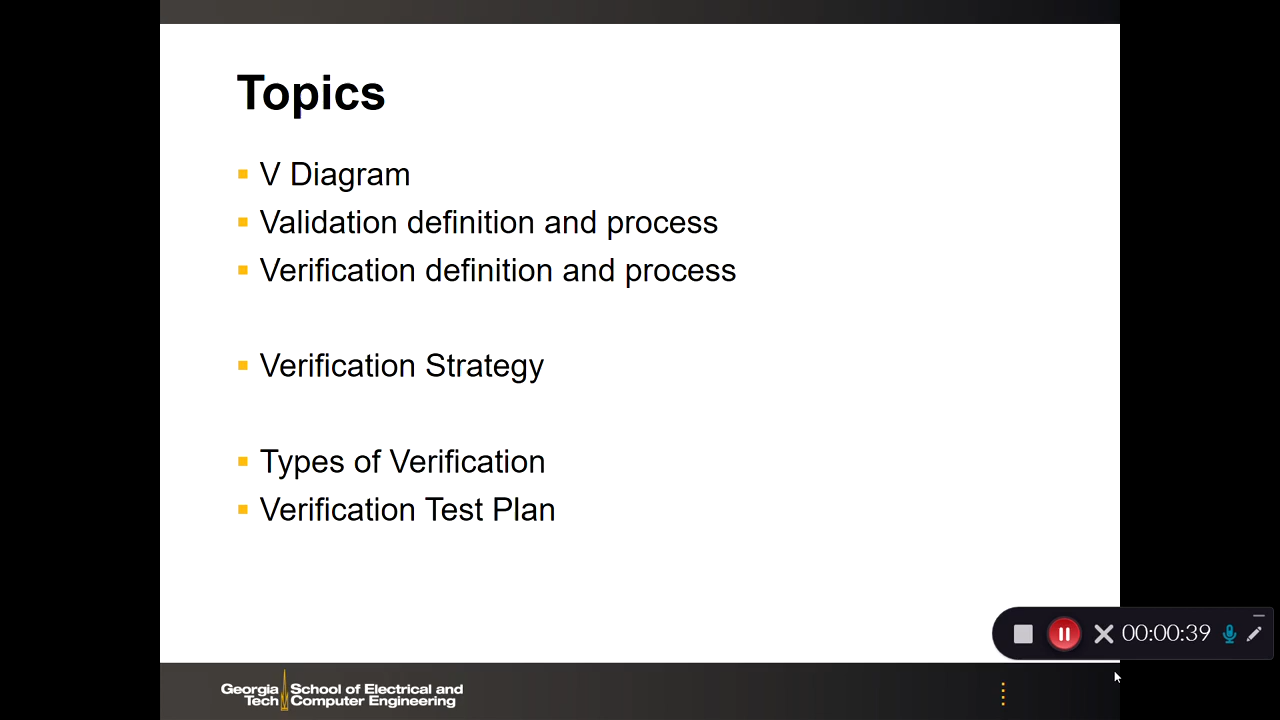 Topics
V Diagram
Validation definition and process
Verification definition and process
Verification Strategy
Types of Verification
Verification Test Plan
00:00:39
Georgia Tech
School of Electrical and
Computer Engineering